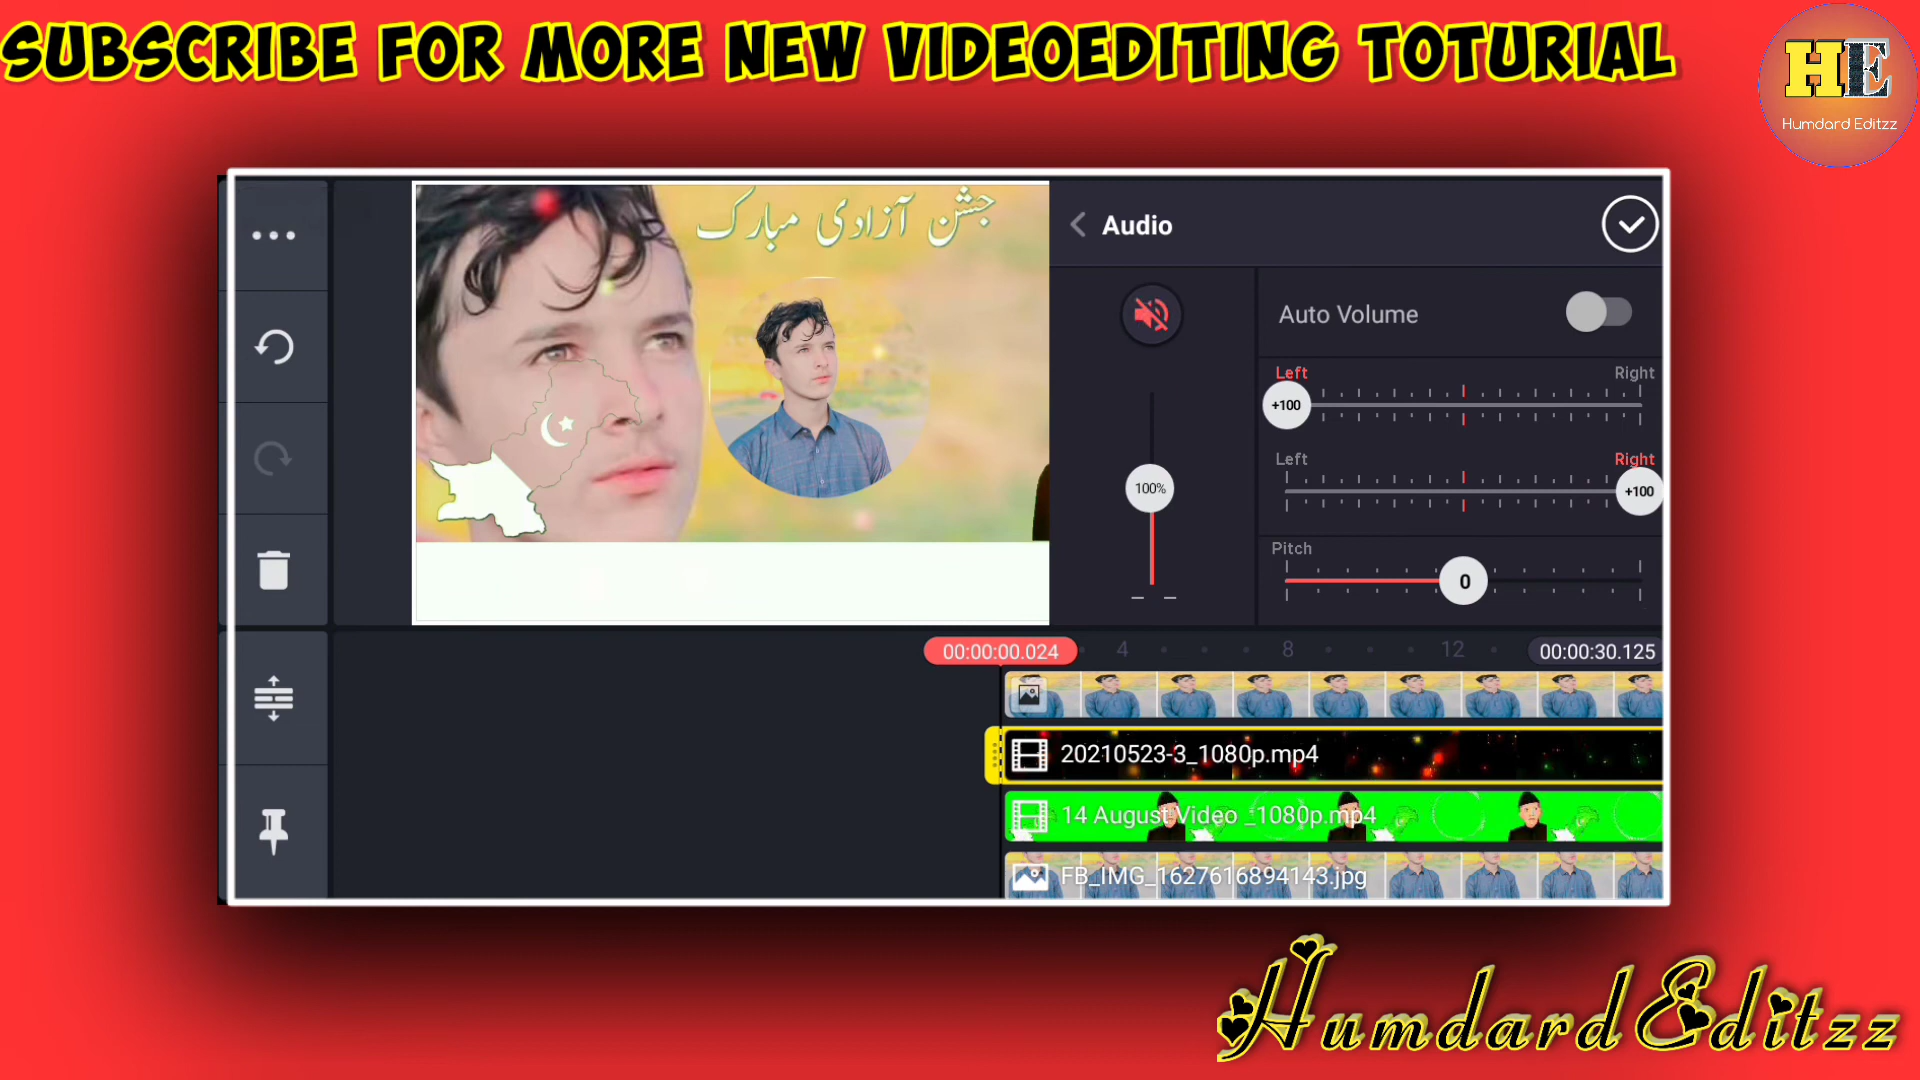 SUBSCRIBE FOR MORE NEW VIDEOEDITING TOTURIAL
HE
Humdard Editzz
جشن آزادی مبارک
Audio
Auto Volume
Left Right
+100
Left Right
+100
100%
Pitch
0
00:00:00.024 4 8 12 00:00:30.125
20210523-3_1080p.mp4
14 August Video _1080p.mp4
FB_IMG_1627616894143.jpg
Humdard Editzz